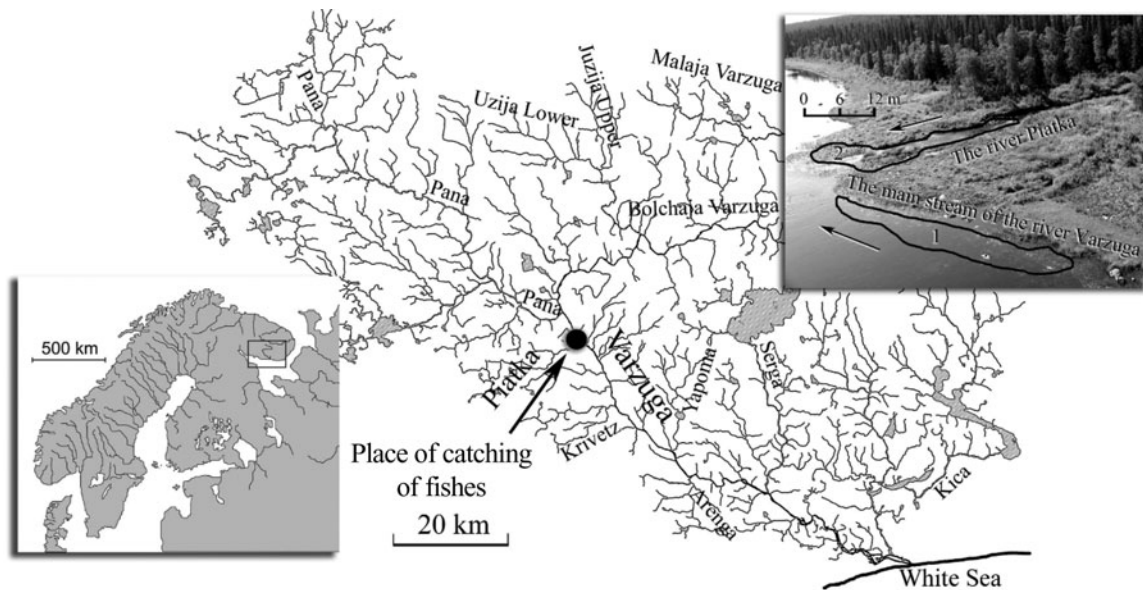 Pana
Uzija Lower
Juzija Upper
Malaja Varzuga
Pana
Bolchaja Varzuga
Pana
Piatka
Varzuga
Yapoma
Serga
Krivetz
Arenga
Kica
Place of catching
of fishes
20 km
White Sea
500 km
0 6 12 m
2
The river Piatka
The main stream of the river Varzuga
1